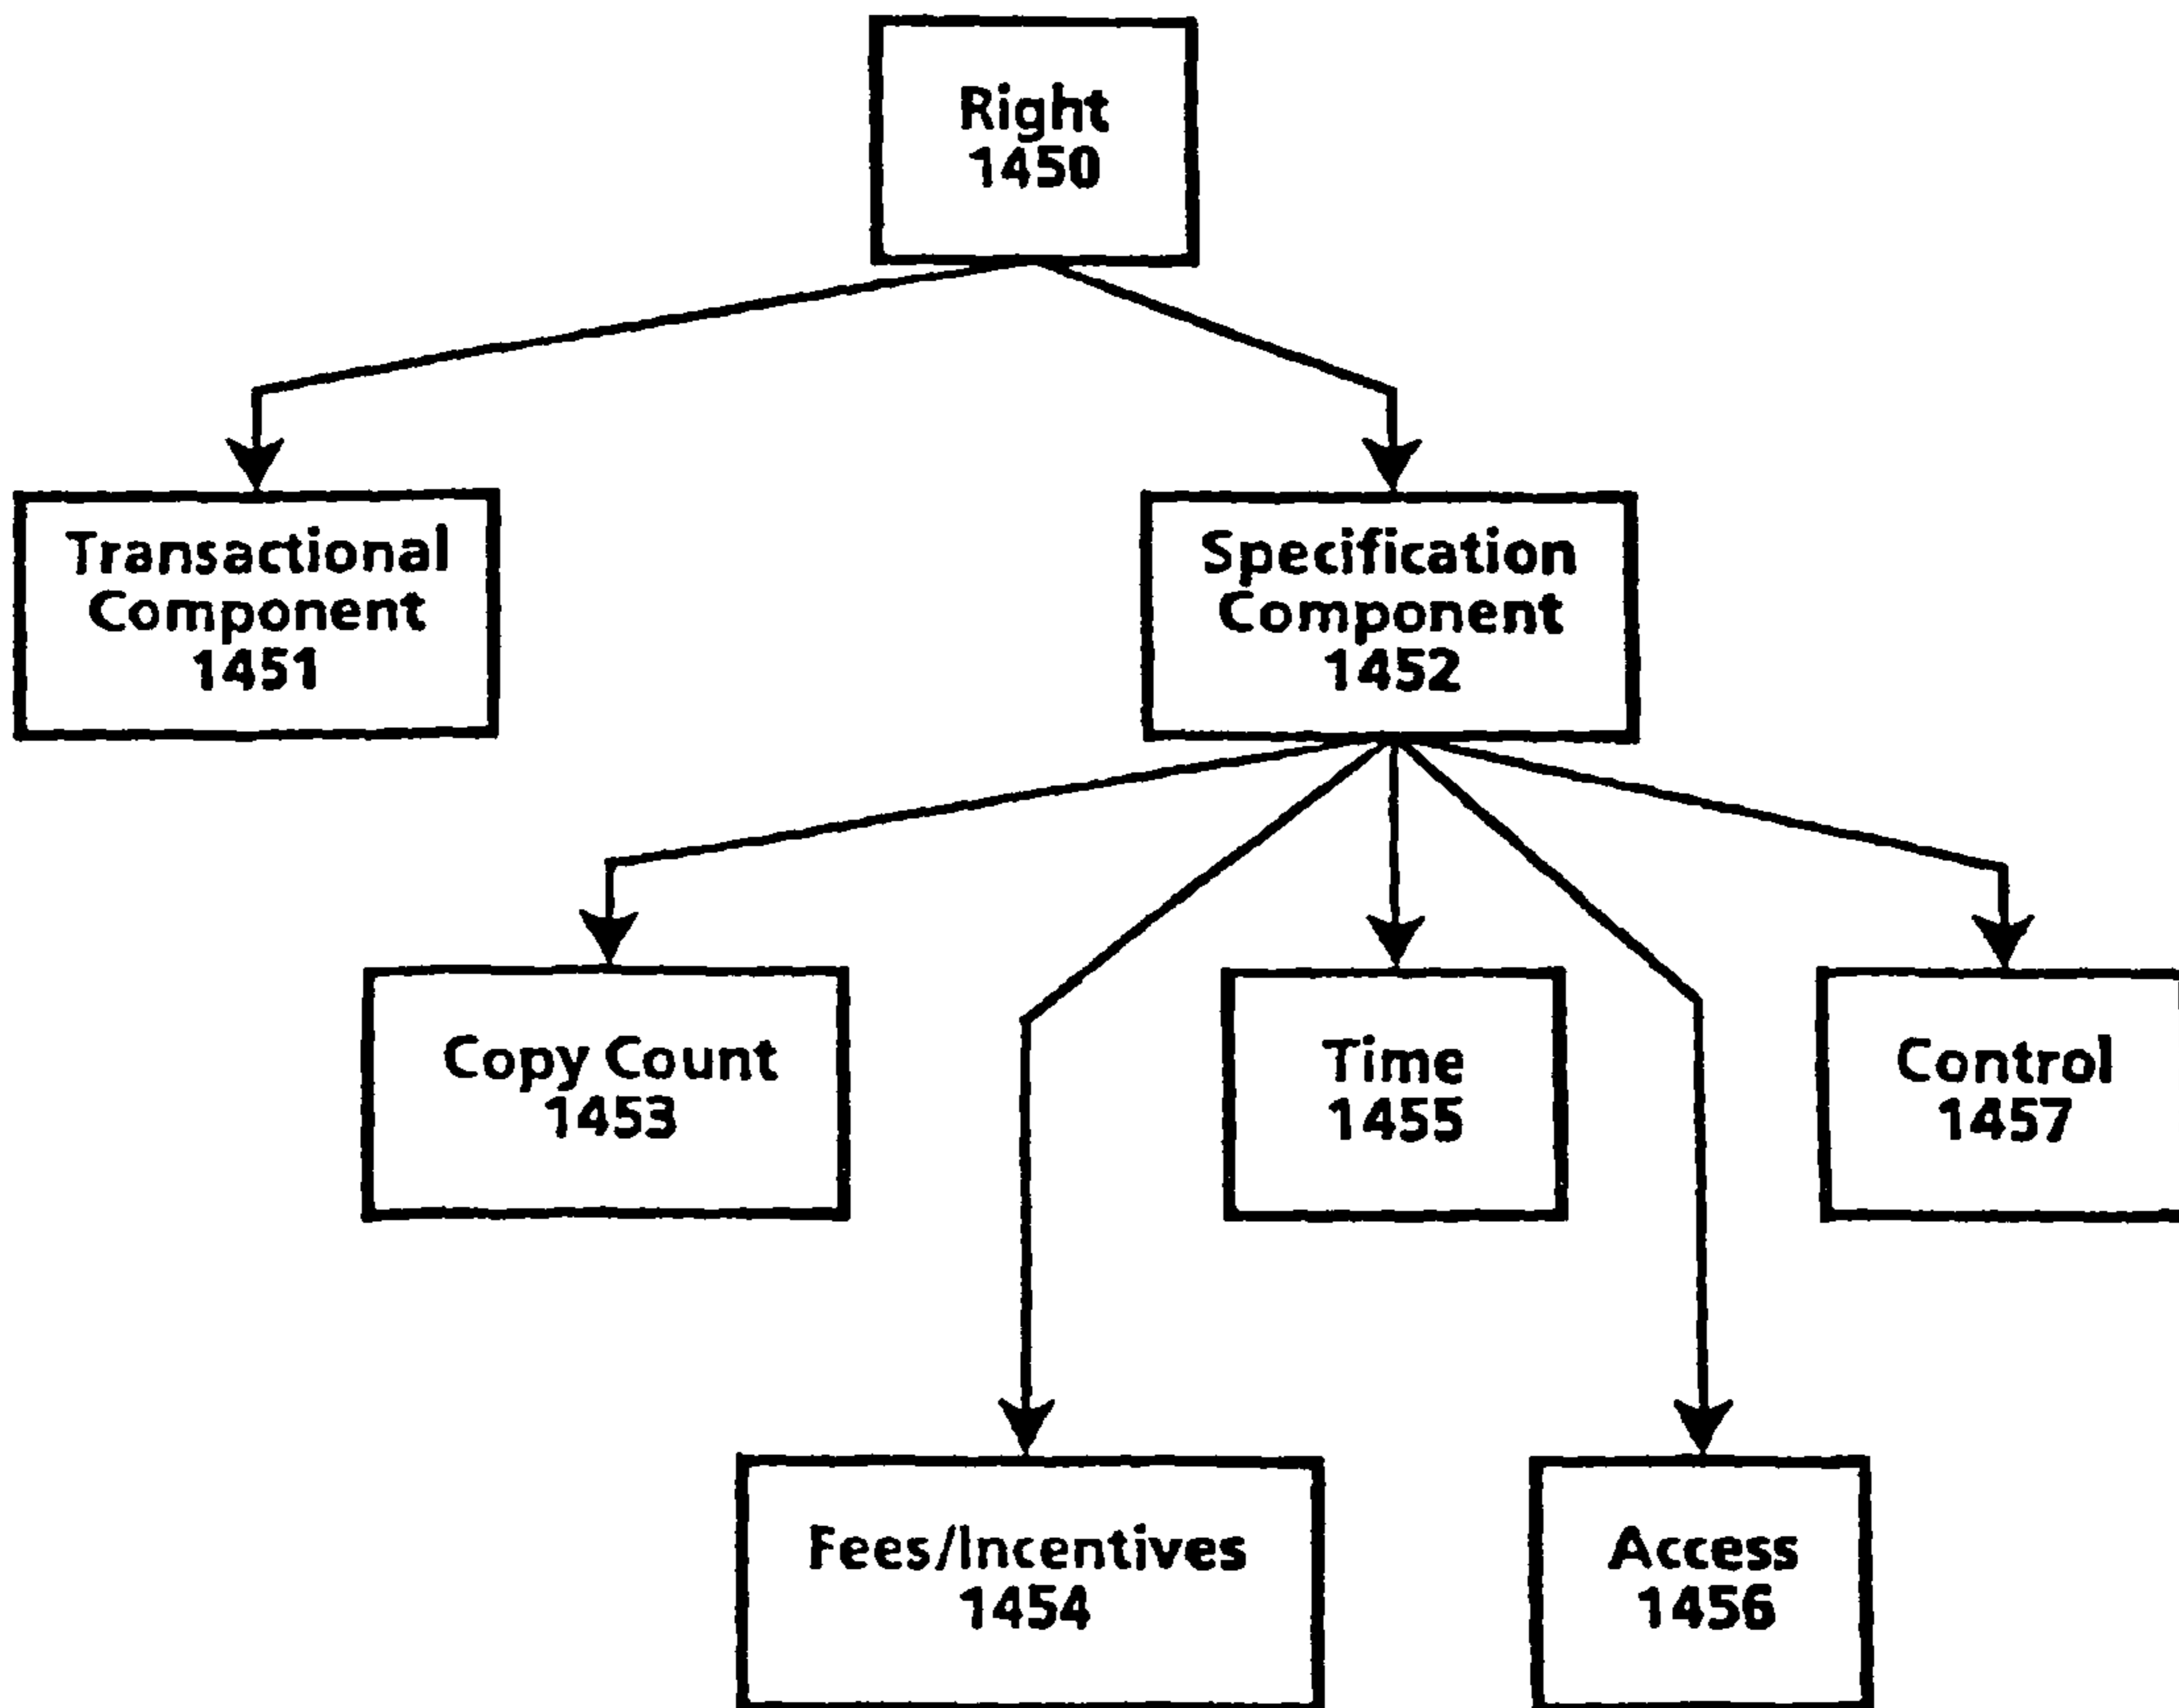 Right
1450
Transactional
Component
1451
Specification
Component
1452
Copy Count
1453
Time
1455
Control
1457
Fees/Incentives
1454
Access
1456